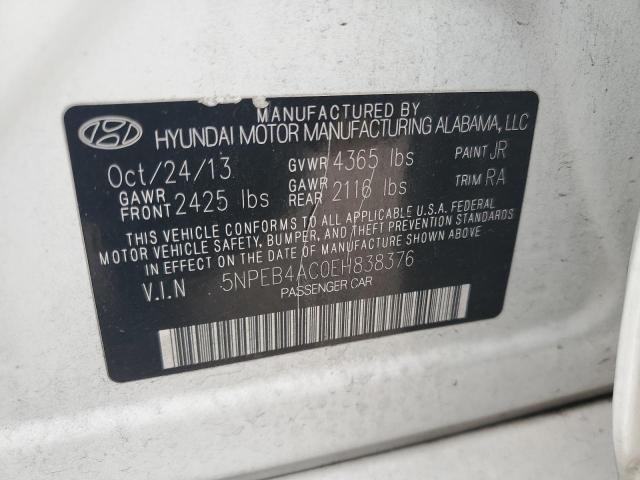 MANUFACTURED BY
HYUNDAI MOTOR MANUFACTURING ALABAMA, LLC
Oct/24/13 GVWR 4365 lbs PAINT JR
GAWR FRONT 2425 lbs GAWR REAR 2116 lbs TRIM RA
THIS VEHICLE CONFORMS TO ALL APPLICABLE U.S.A. FEDERAL
MOTOR VEHICLE SAFETY, BUMPER, AND THEFT PREVENTION STANDARDS
IN EFFECT ON THE DATE OF MANUFACTURE SHOWN ABOVE.
V.I.N 5NPEB4AC0EH838376
PASSENGER CAR